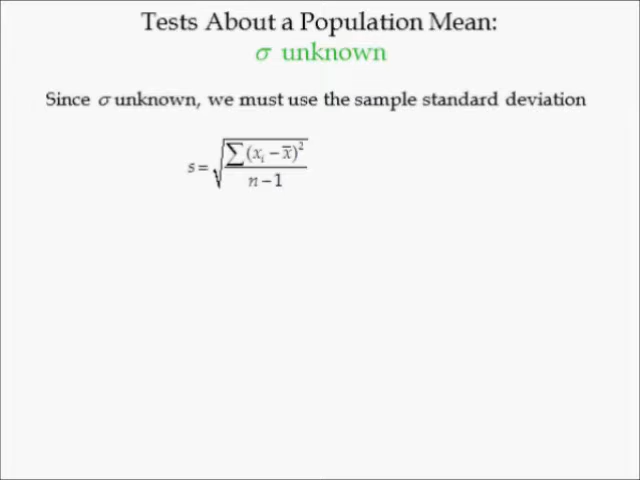 Tests About a Population Mean:
σ unknown
Since σ unknown, we must use the sample standard deviation
s = √(∑(xᵢ − x̄)² / (n − 1))